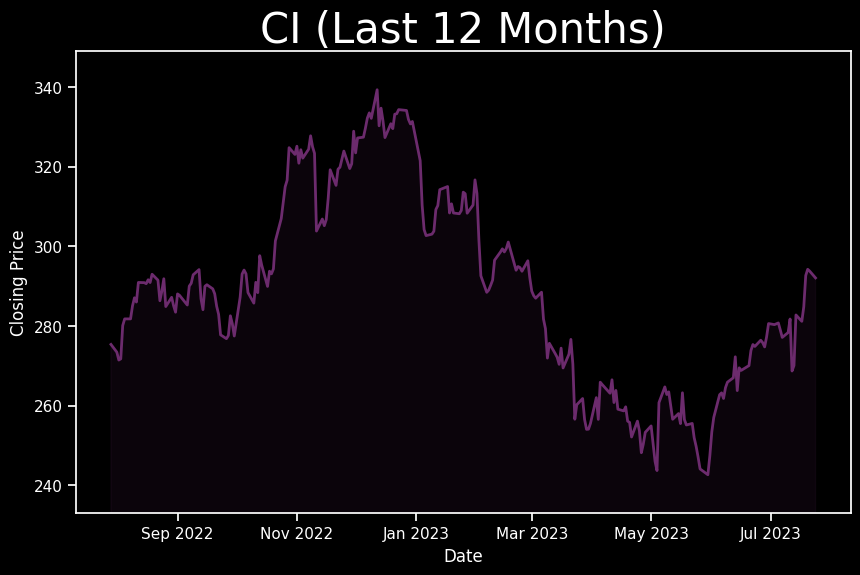 CI (Last 12 Months)
Closing Price
340
320
300
280
260
240
Sep 2022
Nov 2022
Jan 2023
Mar 2023
May 2023
Jul 2023
Date